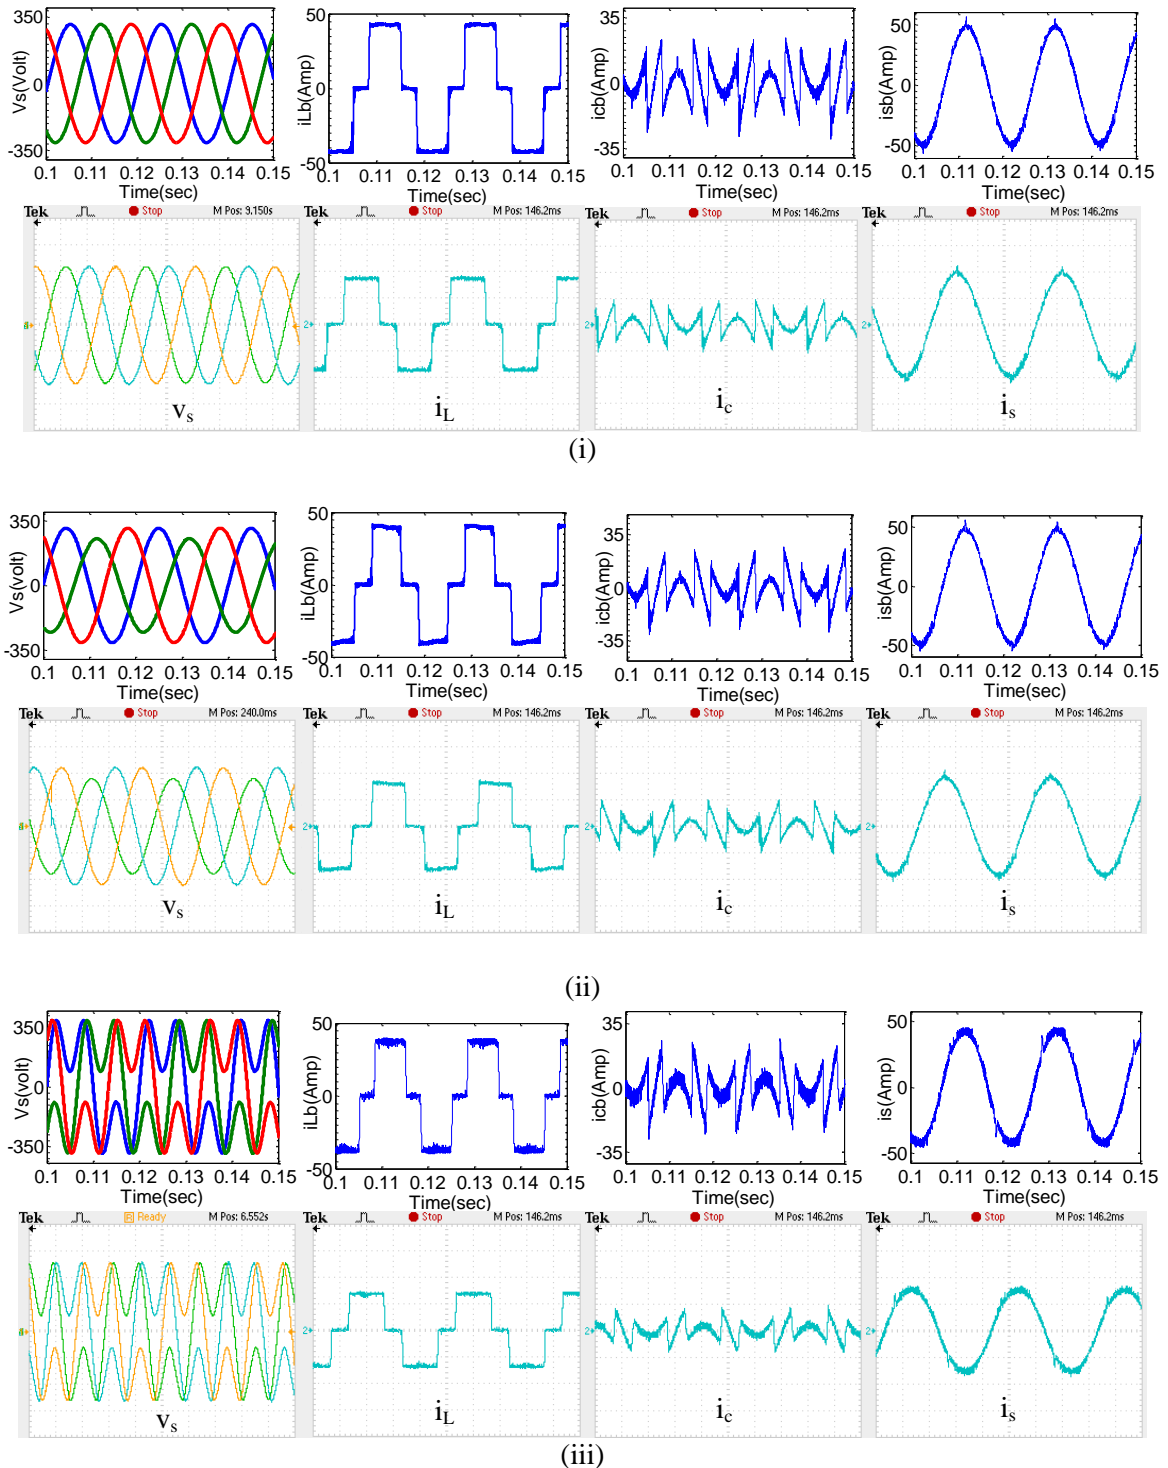 350
0
-350
Vs(Volt)
0.1 0.11 0.12 0.13 0.14 0.15
Time(sec)
50
0
-50
iLb(Amp)
0.1 0.11 0.12 0.13 0.14 0.15
Time(sec)
35
0
-35
icb(Amp)
0.1 0.11 0.12 0.13 0.14 0.15
Time(sec)
50
0
-50
isb(Amp)
0.1 0.11 0.12 0.13 0.14 0.15
Time(sec)
Tek Stop M Pos: 9.150s
Tek Stop M Pos: 146.2ms
Tek Stop M Pos: 146.2ms
Tek Stop M Pos: 146.2ms
2 2 2
vs iL ic is
(i)
350
0
-350
Vs(volt)
0.1 0.11 0.12 0.13 0.14 0.15
Time(sec)
50
0
-50
iLb(Amp)
0.1 0.11 0.12 0.13 0.14 0.15
Time(sec)
35
0
-35
icb(Amp)
0.1 0.11 0.12 0.13 0.14 0.15
Time(sec)
50
0
-50
isb(Amp)
0.1 0.11 0.12 0.13 0.14 0.15
Time(sec)
Tek Stop M Pos: 240.0ms
Tek Stop M Pos: 146.2ms
Tek Stop M Pos: 146.2ms
Tek Stop M Pos: 146.2ms
2 2 2
vs iL ic is
(ii)
350
0
-350
Vs(volt)
0.1 0.11 0.12 0.13 0.14 0.15
Time(sec)
50
0
-50
iLb(Amp)
0.1 0.11 0.12 0.13 0.14 0.15
Time(sec)
35
0
-35
icb(Amp)
0.1 0.11 0.12 0.13 0.14 0.15
Time(sec)
50
0
-50
is(Amp)
0.1 0.11 0.12 0.13 0.14 0.15
Time(sec)
Tek R Ready M Pos: 6.552s
Tek Stop M Pos: 146.2ms
Tek Stop M Pos: 146.2ms
Tek Stop M Pos: 146.2ms
2 2 2
vs iL ic is
(iii)